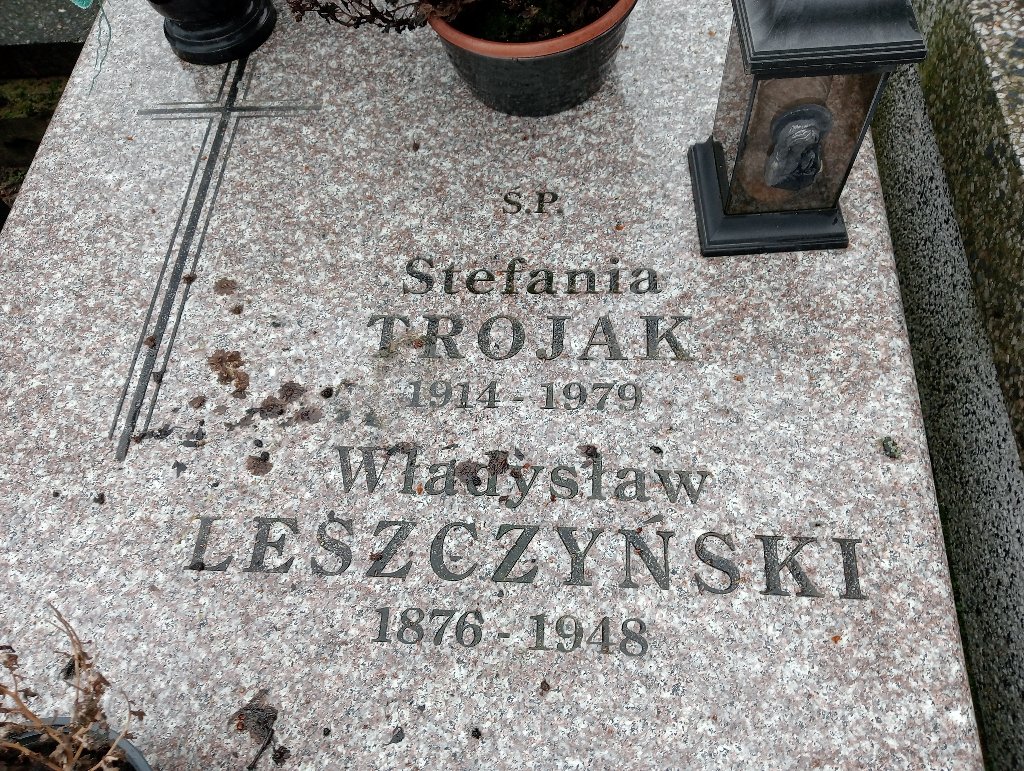 Ś.P.
Stefania
TROJAK
1914 - 1979
Władysław
LESZCZYŃSKI
1876 - 1948